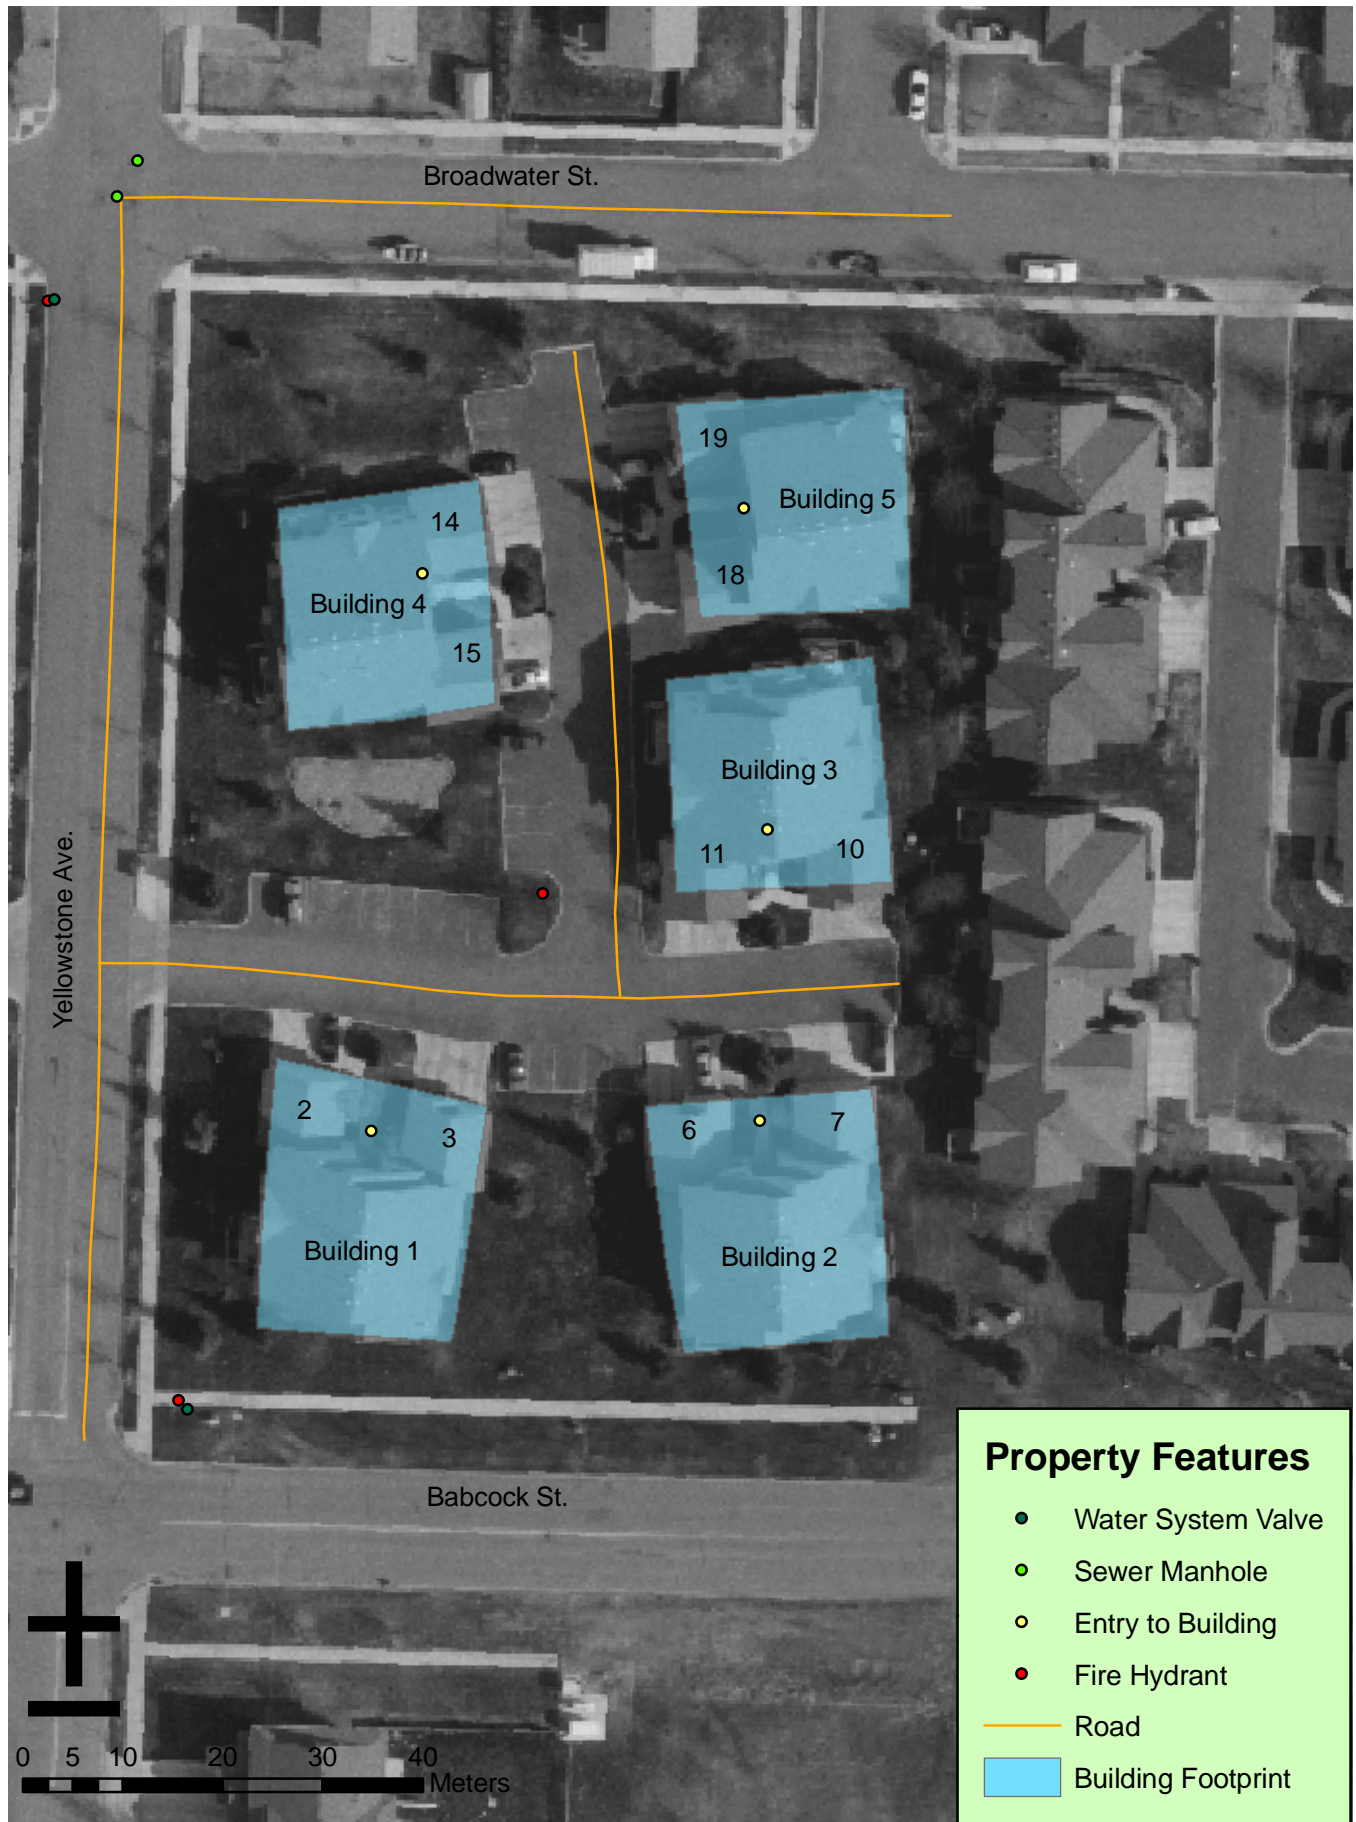 Broadwater St.
19
Building 5
14
18
Building 4
15
Building 3
11
10
Yellowstone Ave.
2
3
6
7
Building 1
Building 2
Babcock St.
Property Features
Water System Valve
Sewer Manhole
Entry to Building
Fire Hydrant
Road
Building Footprint
0 5 10 20 30 40
Meters